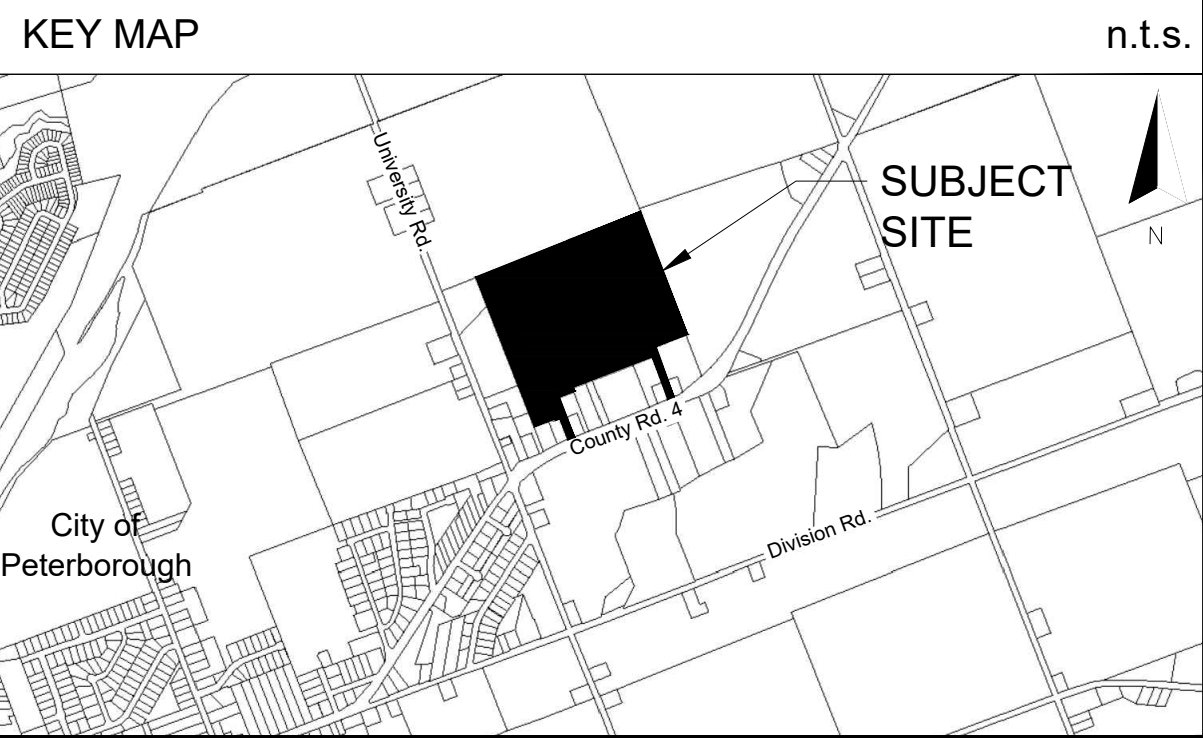 KEY MAP
n.t.s.
University Rd.
SUBJECT
SITE
N
County Rd. 4
City of
Peterborough
Division Rd.